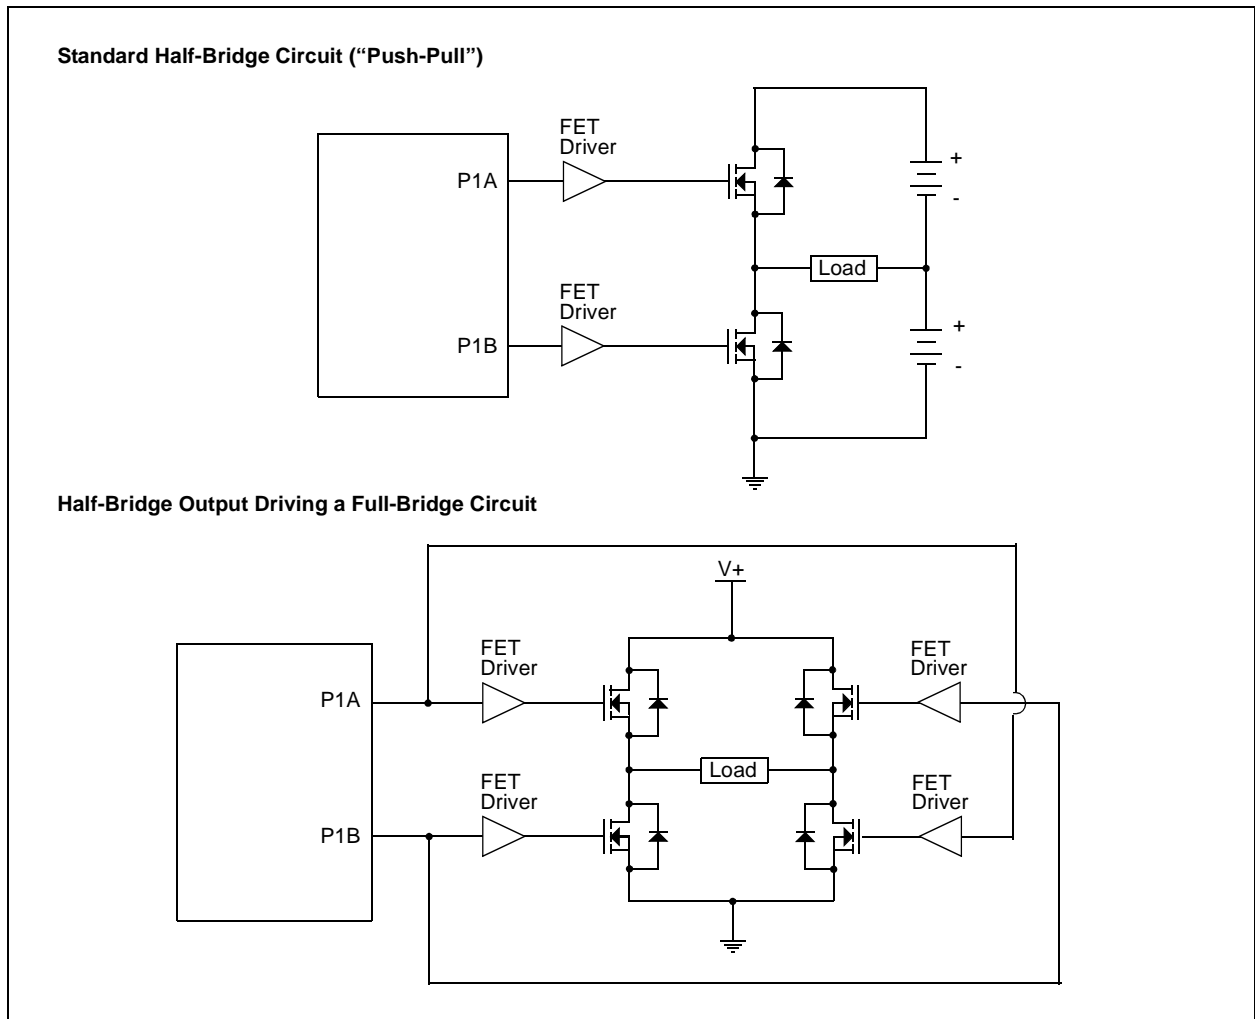 Standard Half-Bridge Circuit (“Push-Pull”)
FET
Driver
P1A
+
-
Load
FET
Driver
P1B
+
-
Half-Bridge Output Driving a Full-Bridge Circuit
V+
FET
Driver
FET
Driver
P1A
Load
FET
Driver
FET
Driver
P1B